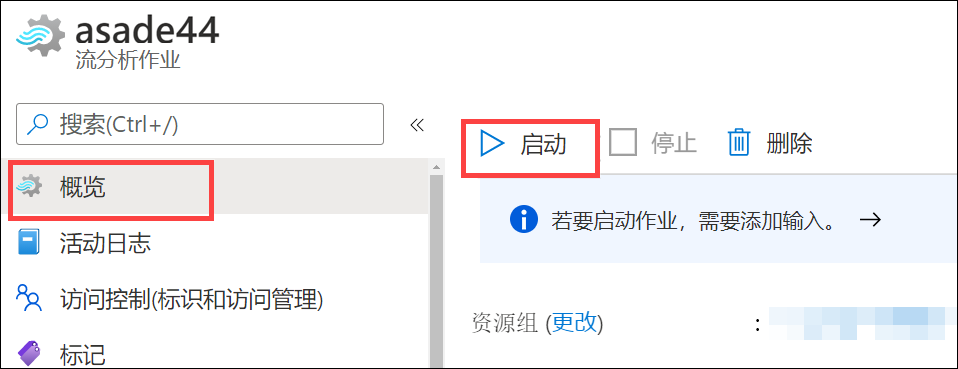 asade44
流分析作业
搜索(Ctrl+/)
«
概览
活动日志
访问控制(标识和访问管理)
标记
启动 停止 删除
若要启动作业，需要添加输入。 →
资源组 (更改) :